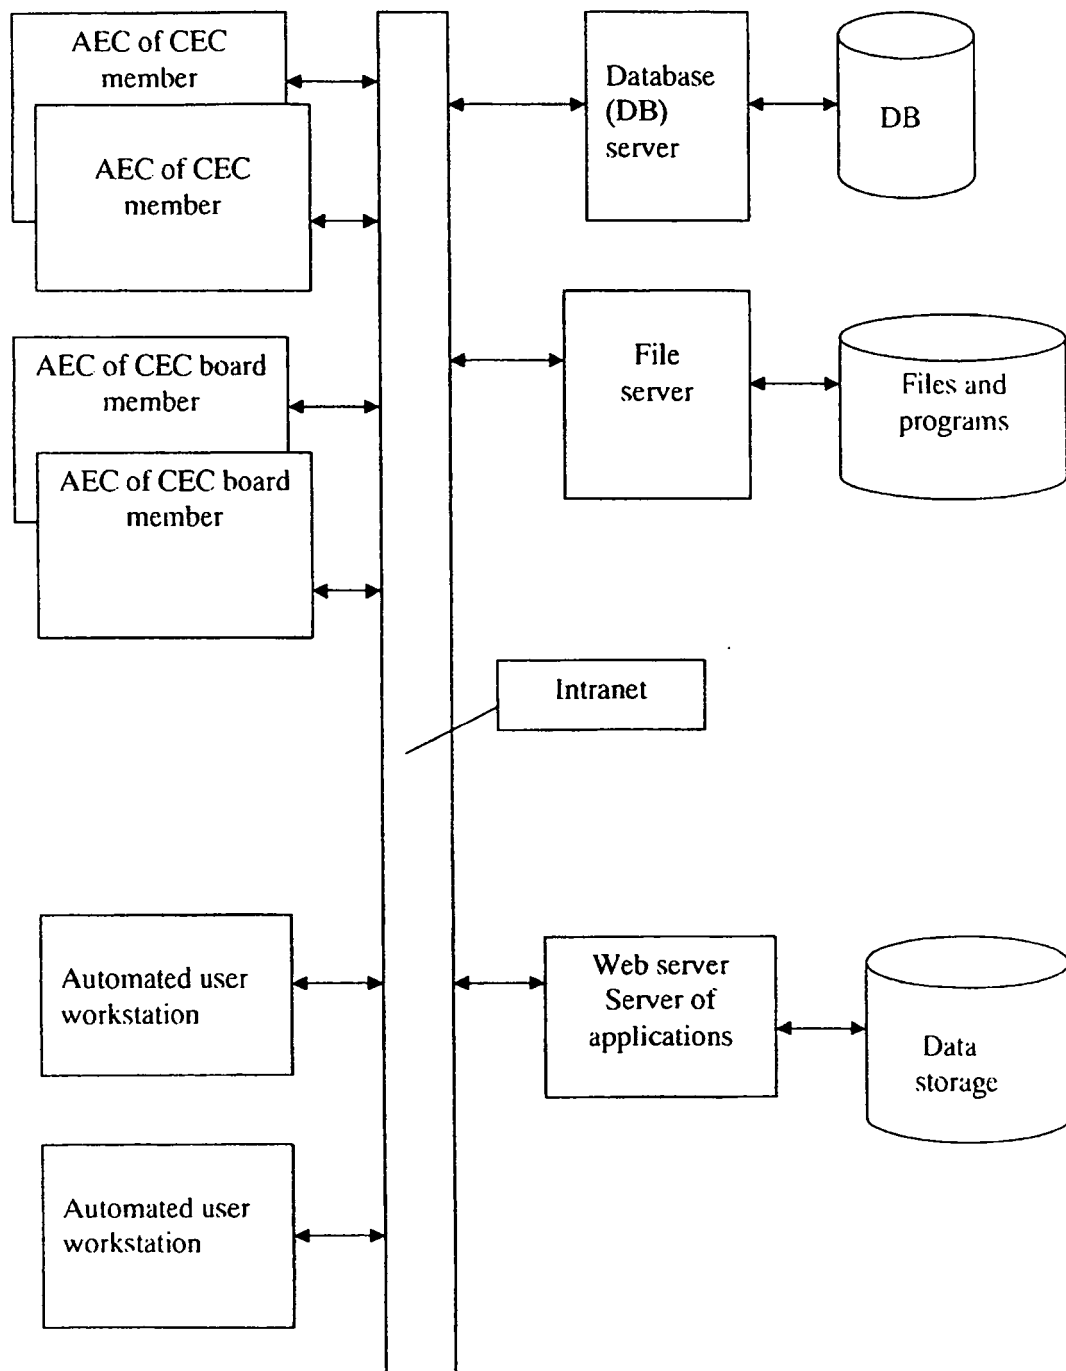 AEC of CEC
member
AEC of CEC
member
AEC of CEC board
member
AEC of CEC board
member
Automated user
workstation
Automated user
workstation
Intranet
Database
(DB)
server
DB
File
server
Files and
programs
Web server
Server of
applications
Data
storage